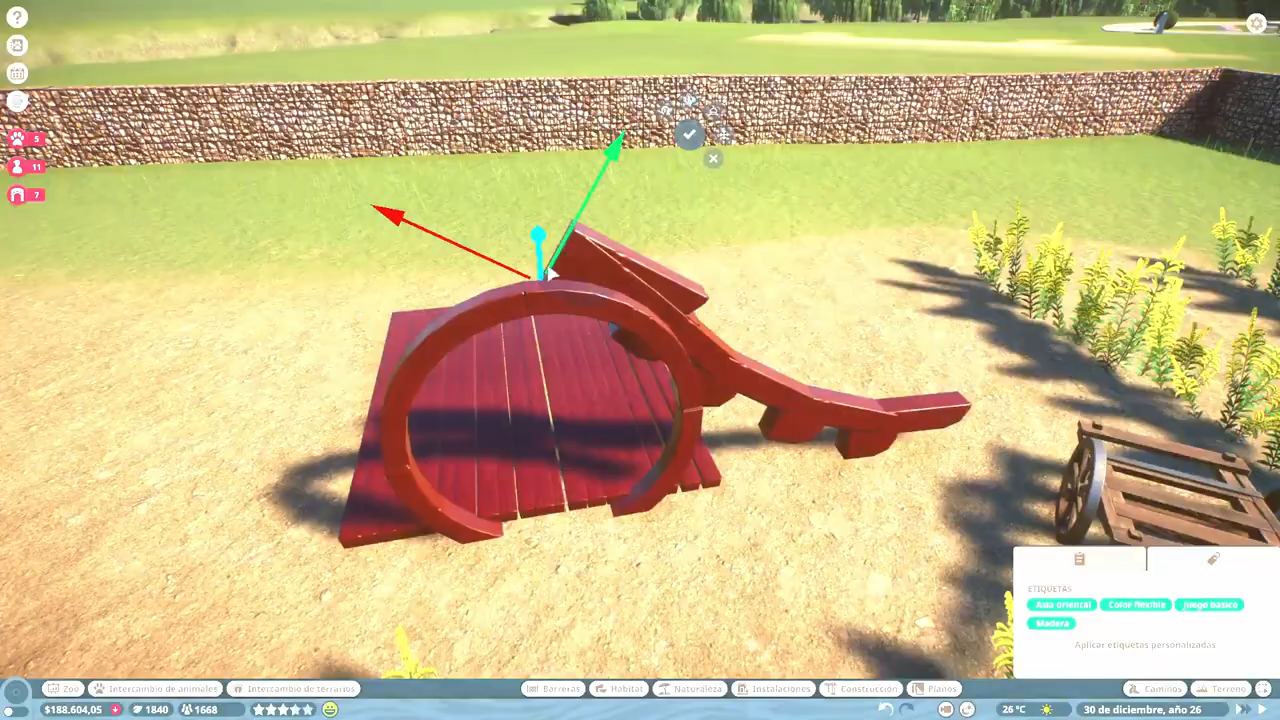 ?
5
11
7
ETIQUETAS
Asia oriental Color flexible Juego básico
Madera
Aplicar etiquetas personalizadas
Zoo Intercambio de animales Intercambio de terrarios Barreras Hábitat Naturaleza Instalaciones Construcción Planos Caminos Terreno
$188.604,05 1840 1668 26 °C 30 de diciembre, año 26